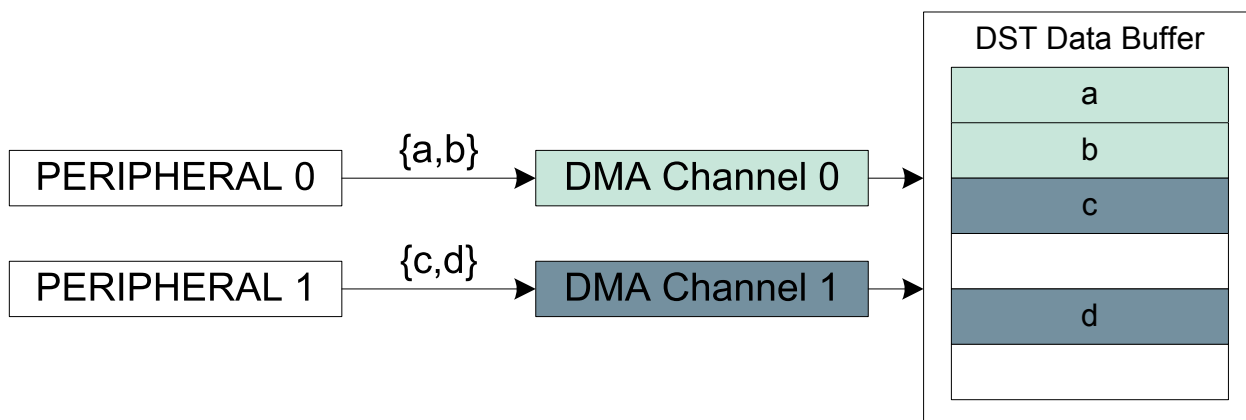 DST Data Buffer
a
b
c
d
{a,b}
PERIPHERAL 0
DMA Channel 0
{c,d}
PERIPHERAL 1
DMA Channel 1